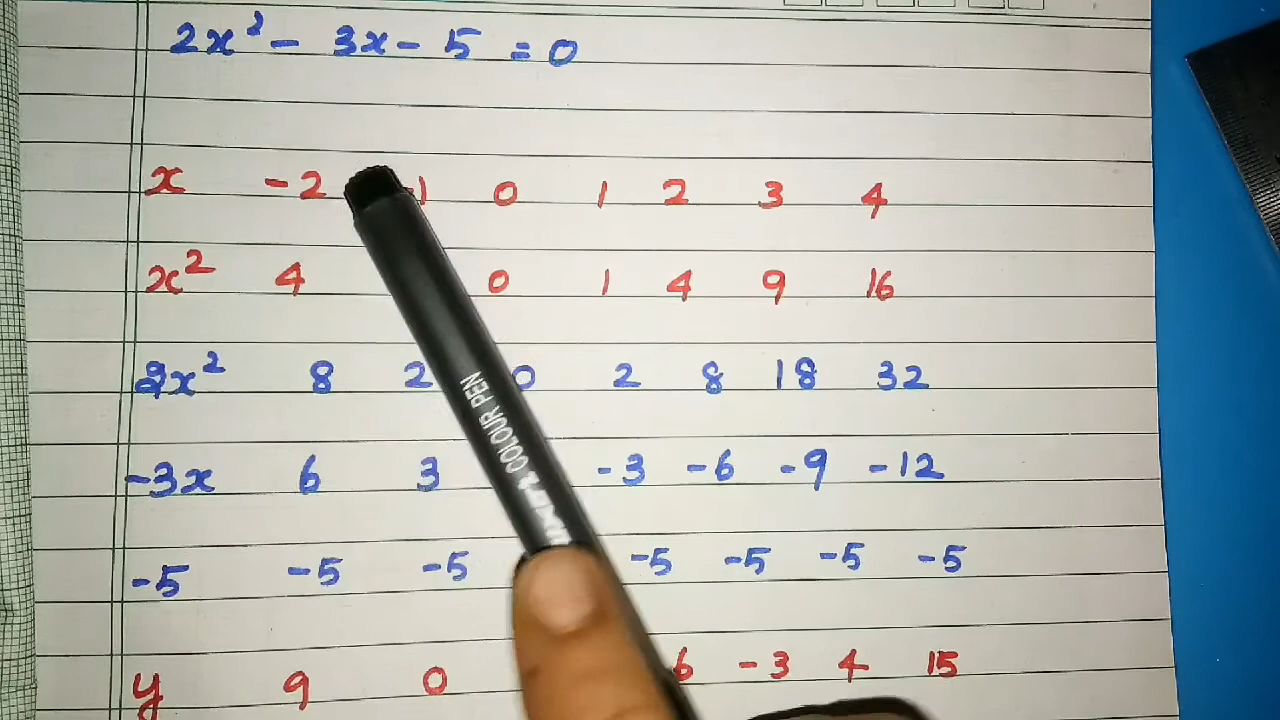 2x² - 3x - 5 = 0
x -2 -1 0 1 2 3 4
x² 4 0 1 4 9 16
2x² 8 2 0 2 8 18 32
-3x 6 3 -3 -6 -9 -12
-5 -5 -5 -5 -5 -5 -5
y 9 0 6 -3 4 15
COLOUR PEN